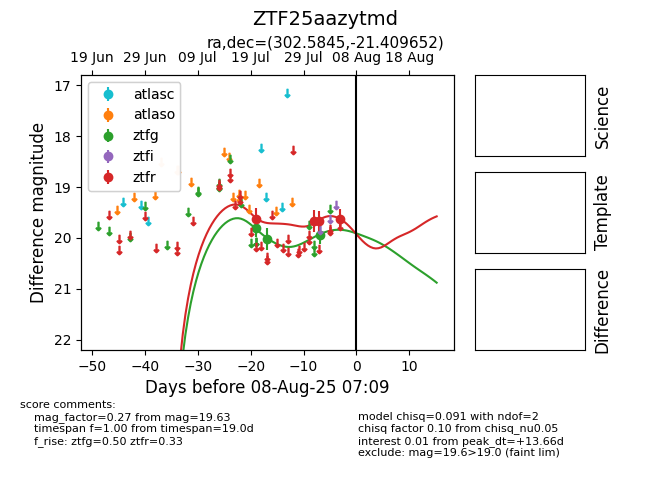 ZTF25aazytmd
ra,dec=(302.5845,-21.409652)
19 Jun 29 Jun 09 Jul 19 Jul 29 Jul 08 Aug 18 Aug
17
18
19
20
21
22
Difference magnitude
atlasc
atlaso
ztfg
ztfi
ztfr
−50 −40 −30 −20 −10 0 10
Days before 08-Aug-25 07:09
Science
Template
Difference
score comments:
mag_factor=0.27 from mag=19.63
timespan f=1.00 from timespan=19.0d
f_rise: ztfg=0.50 ztfr=0.33
model chisq=0.091 with ndof=2
chisq factor 0.10 from chisq_nu0.05
interest 0.01 from peak_dt=+13.66d
exclude: mag=19.6>19.0 (faint lim)